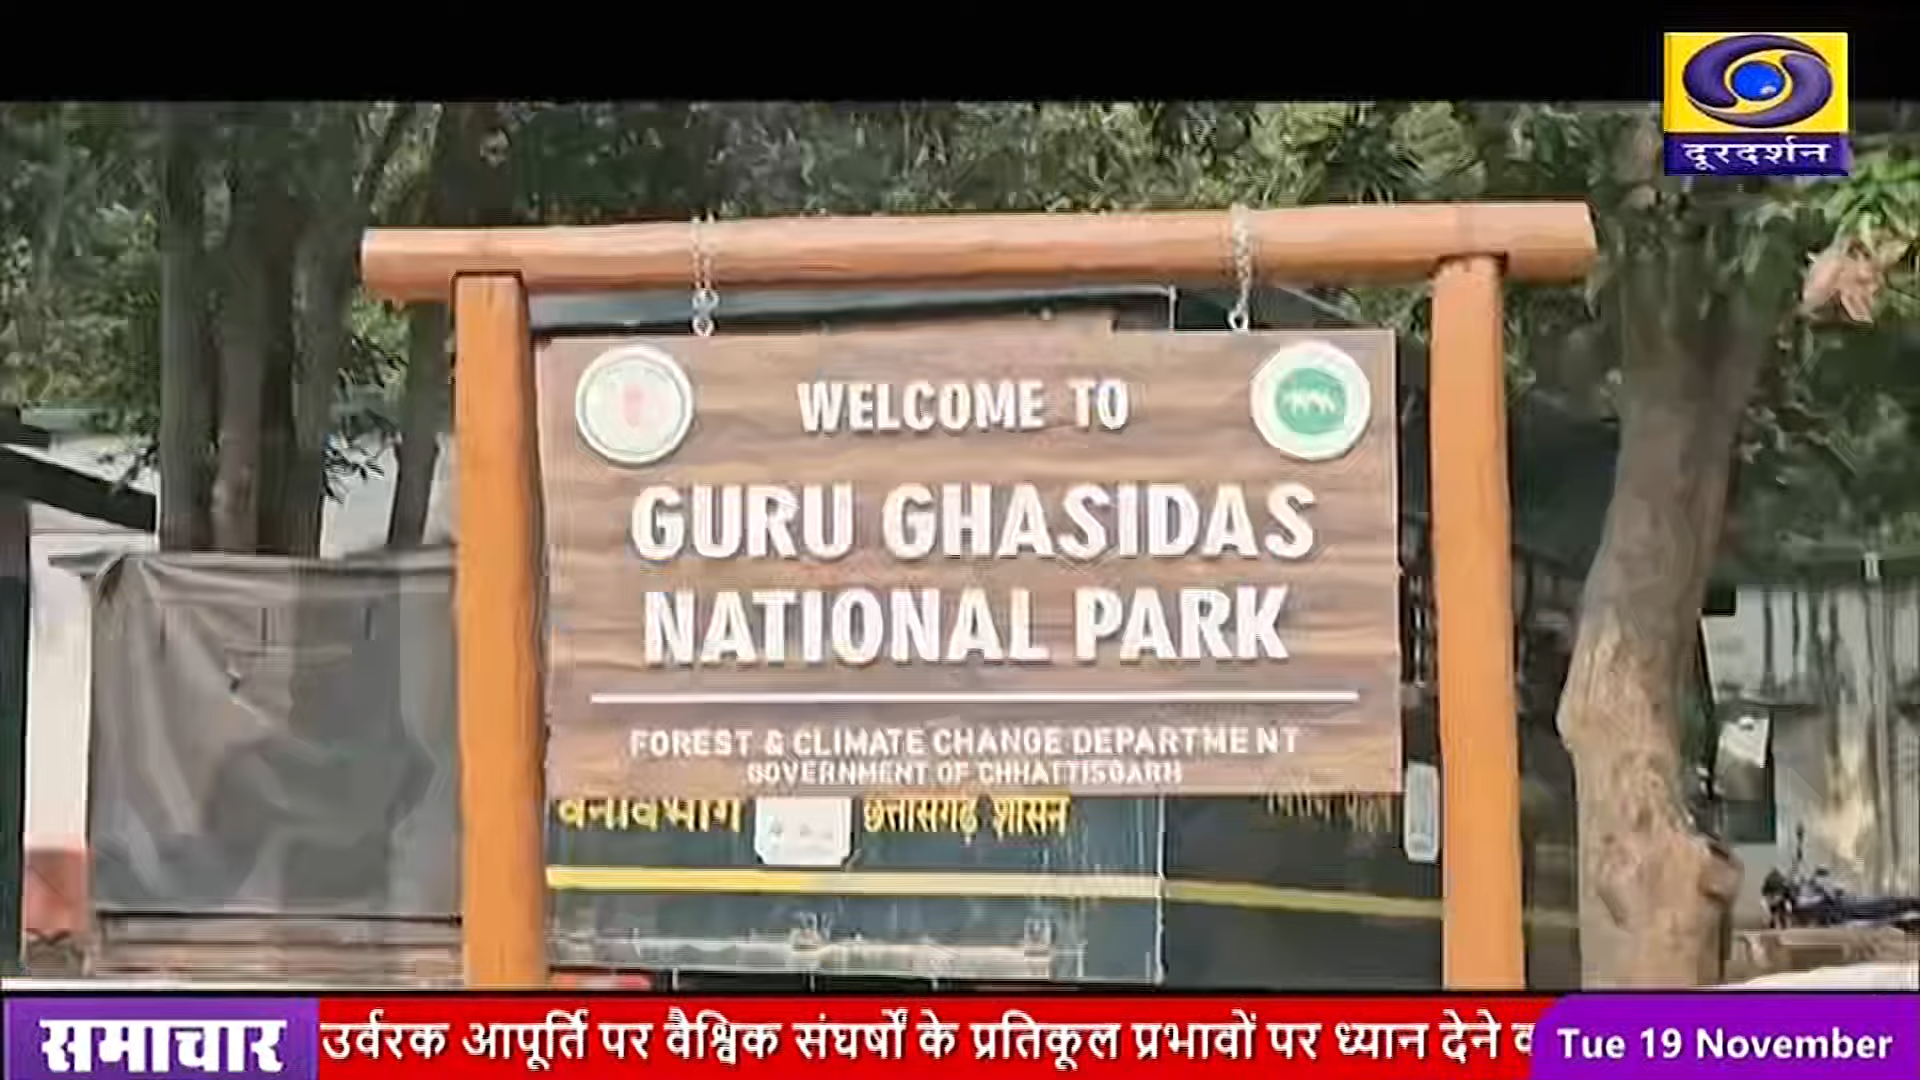 दूरदर्शन
WELCOME TO
GURU GHASIDAS
NATIONAL PARK
FOREST & CLIMATE CHANGE DEPARTMENT
GOVERNMENT OF CHHATTISGARH
वनविभाग छत्तीसगढ़ शासन
समाचार उर्वरक आपूर्ति पर वैश्विक संघर्षों के प्रतिकूल प्रभावों पर ध्यान देने Tue 19 November